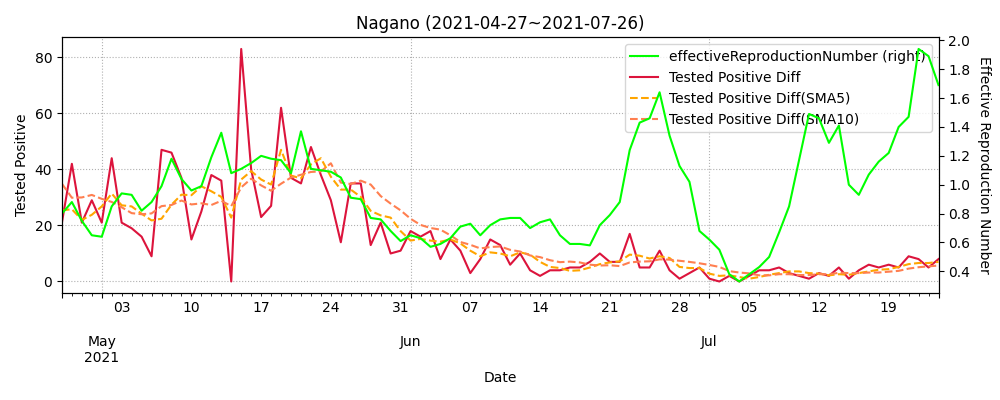 Nagano (2021-04-27~2021-07-26)
effectiveReproductionNumber (right)
Tested Positive Diff
Tested Positive Diff(SMA5)
Tested Positive Diff(SMA10)
Tested Positive
80
60
40
20
0
2.0
1.8
1.6
1.4
1.2
1.0
0.8
0.6
0.4
Effective Reproduction Number
03 10 17 24 31 07 14 21 28 05 12 19
May Jun Jul
2021
Date